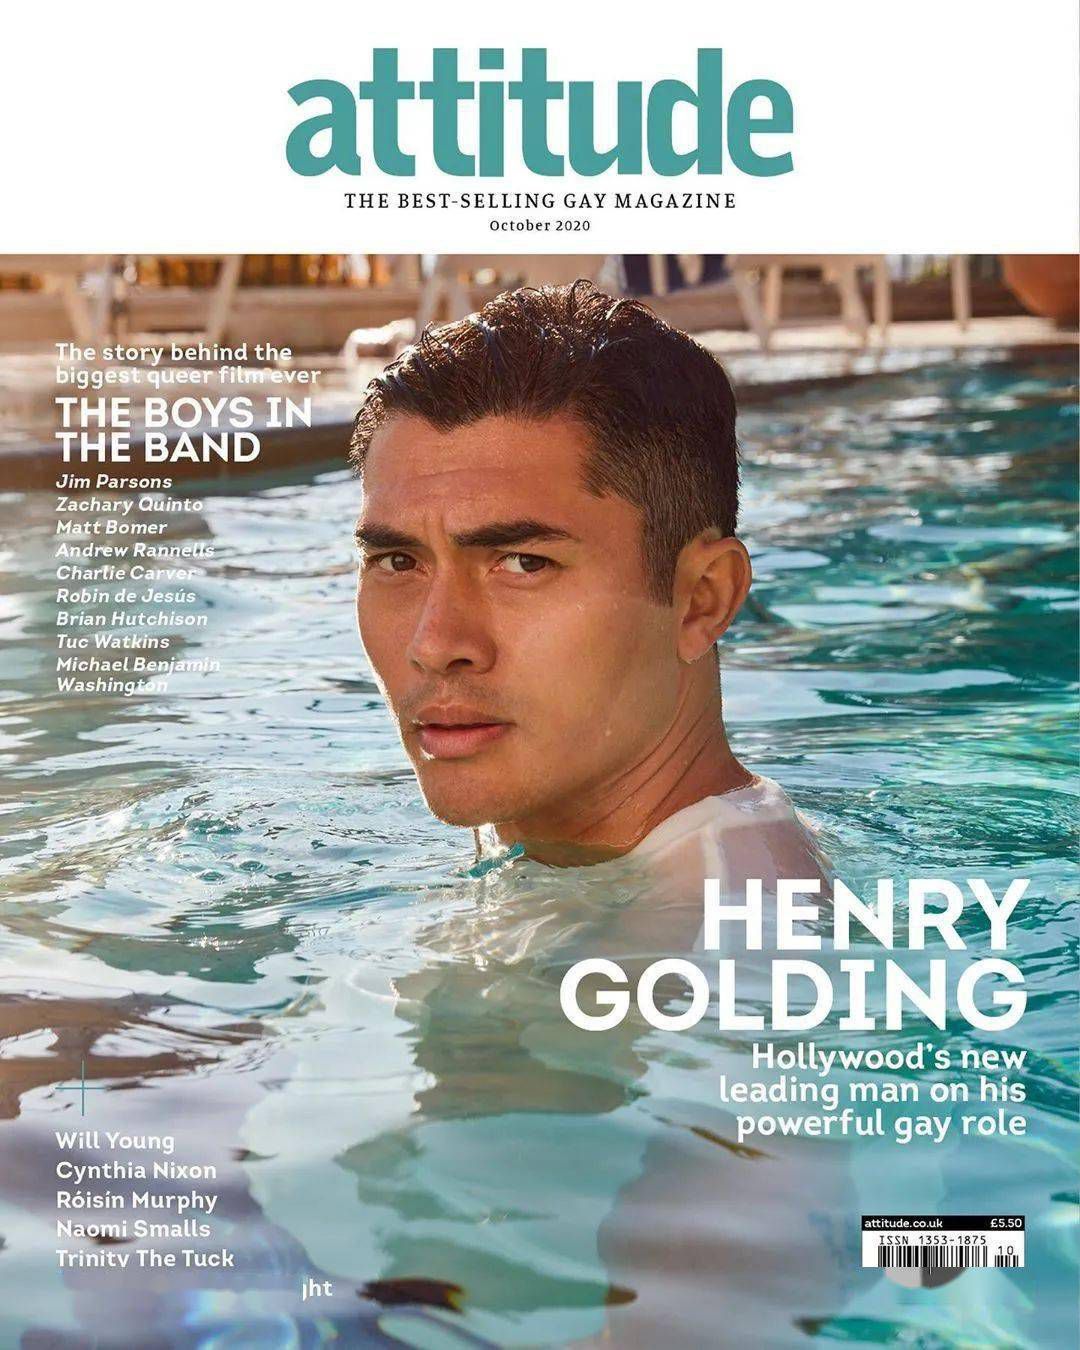 attitude
THE BEST-SELLING GAY MAGAZINE
October 2020
The story behind the
biggest queer film ever
THE BOYS IN
THE BAND
Jim Parsons
Zachary Quinto
Matt Bomer
Andrew Rannells
Charlie Carver
Robin de Jesús
Brian Hutchison
Tuc Watkins
Michael Benjamin
Washington
HENRY
GOLDING
Hollywood's new
leading man on his
powerful gay role
Will Young
Cynthia Nixon
Róisín Murphy
Naomi Smalls
Trinity The Tuck
attitude.co.uk £5.50
ISSN 1353-1875
10